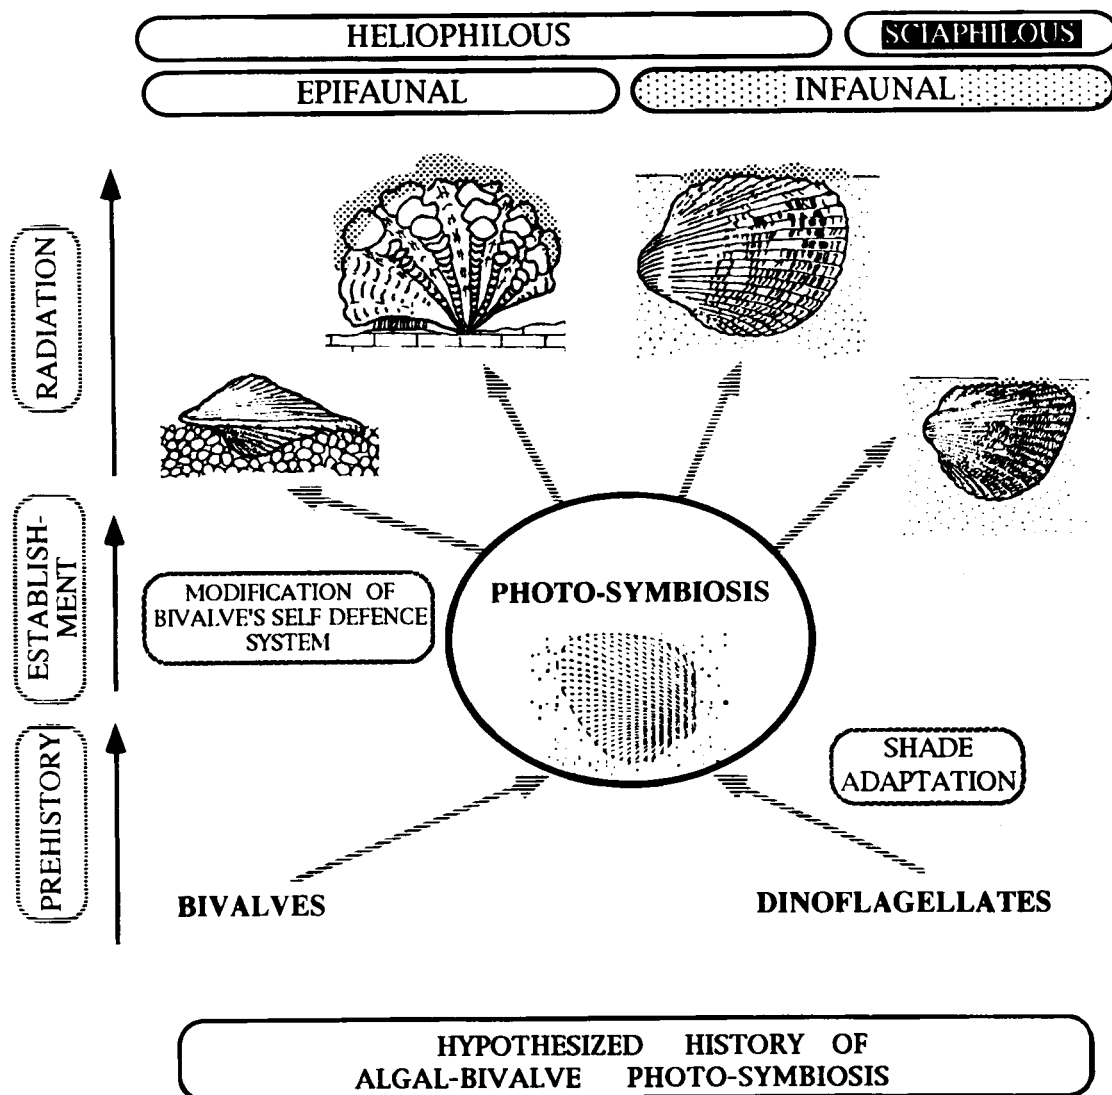 HELIOPHILOUS
SCIAPHILOUS
EPIFAUNAL
INFAUNAL
RADIATION
ESTABLISH-
MENT
MODIFICATION OF
BIVALVE'S SELF DEFENCE
SYSTEM
PHOTO-SYMBIOSIS
PREHISTORY
SHADE
ADAPTATION
BIVALVES
DINOFLAGELLATES
HYPOTHESIZED HISTORY OF
ALGAL-BIVALVE PHOTO-SYMBIOSIS